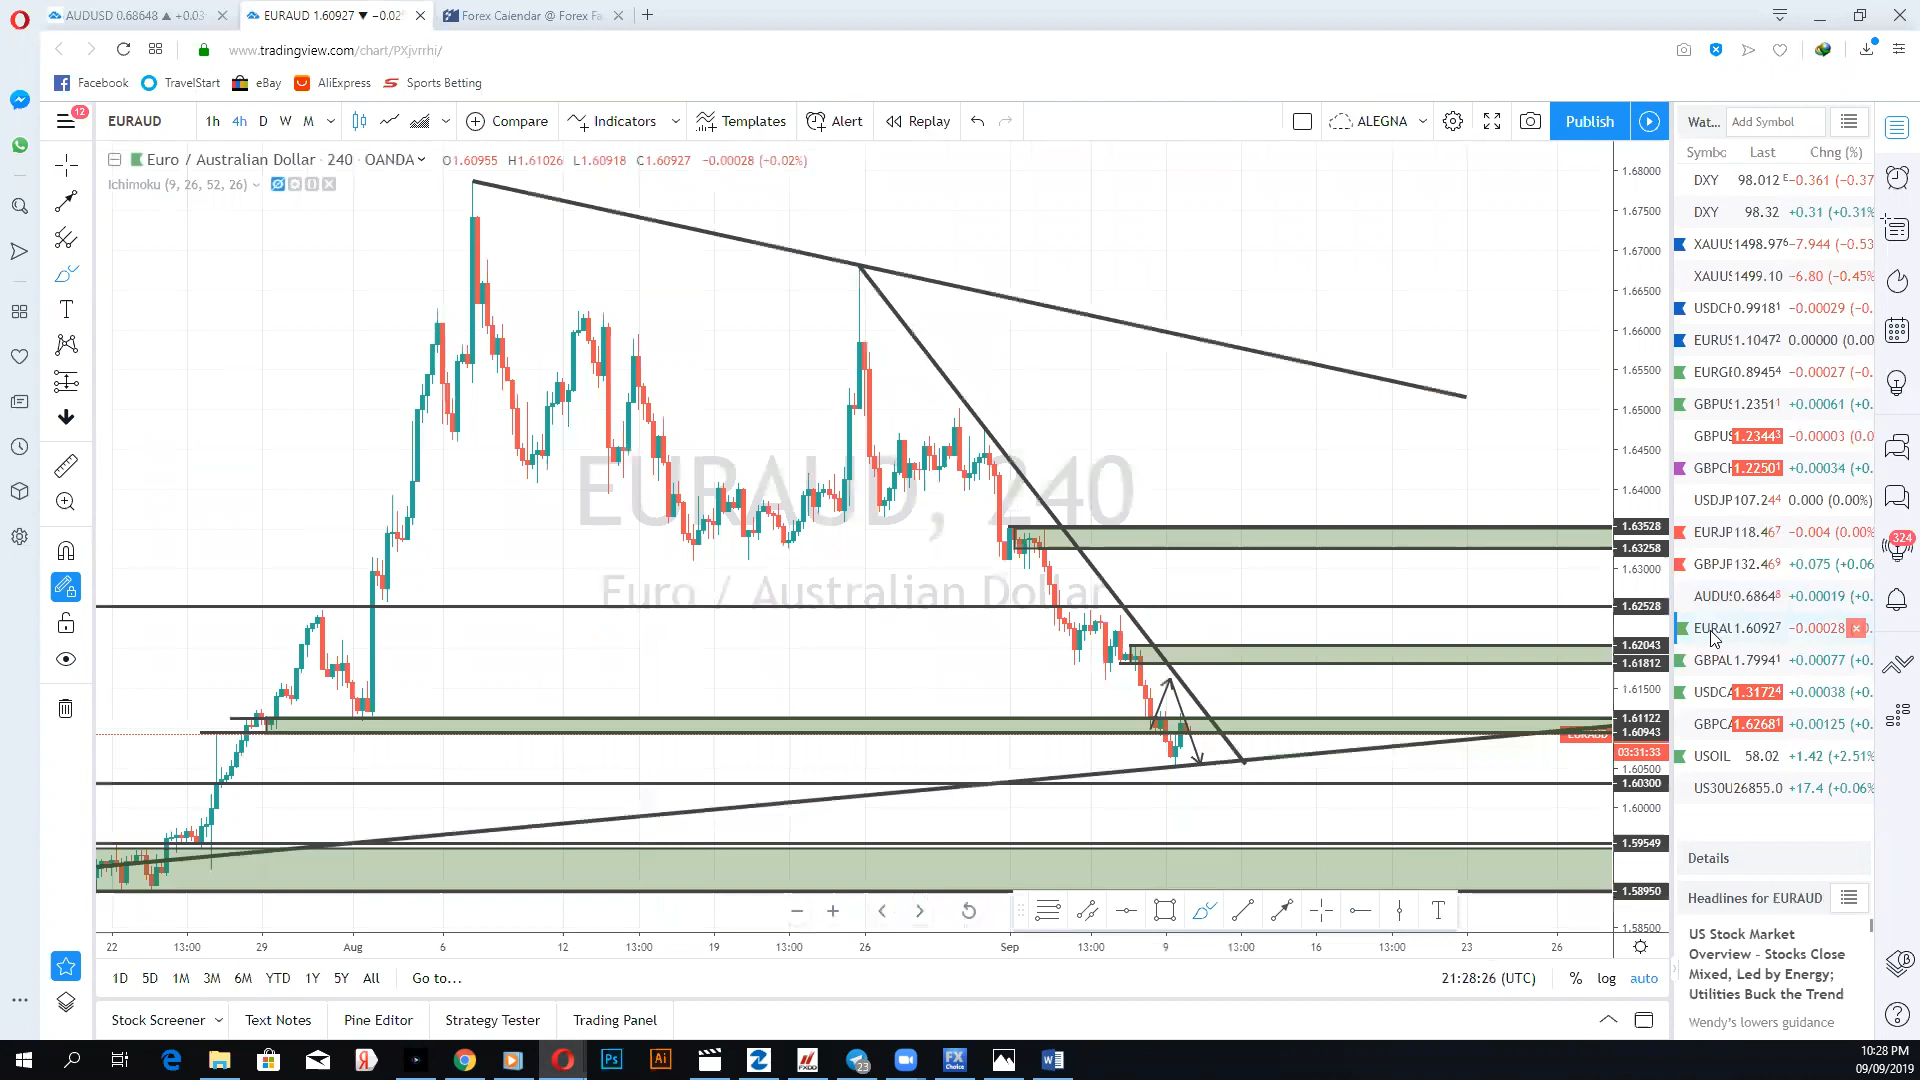 AUDUSD 0.68648 ▲ +0.03
EURAUD 1.60927 ▼ −0.02
Forex Calendar @ Forex Fa
www.tradingview.com/chart/PXjvrrhi/
Facebook
TravelStart
eBay
AliExpress
Sports Betting
12
EURAUD
1h
4h
D
W
M
Compare
Indicators
Templates
Alert
Replay
ALEGNA
Publish
Wat...
Add Symbol
Euro / Australian Dollar · 240 · OANDA
O1.60955 H1.61026 L1.60918 C1.60927 −0.00028 (+0.02%)
Ichimoku (9, 26, 52, 26)
EURAUD, 240
Euro / Australian Dollar
1.68000
1.67500
1.67000
1.66500
1.66000
1.65500
1.65000
1.64500
1.64000
1.63528
1.63258
1.63000
1.62528
1.62043
1.61812
1.61500
1.61122
1.60943
EURAUD
03:31:33
1.60500
1.60300
1.60000
1.59549
1.58950
1.58500
22 13:00 29 Aug 6 12 13:00 19 13:00 26 Sep 13:00 9 13:00 16 13:00 23 26
1D 5D 1M 3M 6M YTD 1Y 5Y All Go to...
21:28:26 (UTC) % log auto
Stock Screener
Text Notes
Pine Editor
Strategy Tester
Trading Panel
Symbo Last Chng (%)
DXY 98.012 E −0.361 (−0.37
DXY 98.32 +0.31 (+0.31%
XAUUS 1498.976 −7.944 (−0.53
XAUUS 1499.10 −6.80 (−0.45%
USDCH 0.99181 −0.00029 (−0.
EURUS 1.10472 0.00000 (0.00
EURGE 0.89454 −0.00027 (−0.
GBPUS 1.23511 +0.00061 (+0.
GBPUS 1.23443 −0.00003 (0.0
GBPCH 1.22501 +0.00034 (+0.
USDJP 107.244 0.000 (0.00%)
EURJP 118.467 −0.004 (0.00%
GBPJP 132.469 +0.075 (+0.06
AUDUS 0.68648 +0.00019 (+0.
EURAU 1.60927 −0.00028
GBPAU 1.79941 +0.00077 (+0.
USDCA 1.31724 +0.00038 (+0.
GBPCA 1.62681 +0.00125 (+0.
USOIL 58.02 +1.42 (+2.51%
US30U 26855.0 +17.4 (+0.06%
Details
Headlines for EURAUD
US Stock Market
Overview - Stocks Close
Mixed, Led by Energy;
Utilities Buck the Trend
Wendy's lowers guidance
324
T
T
Ps
Ai
FXDD
23
FX
Choice
10:28 PM
09/09/2019